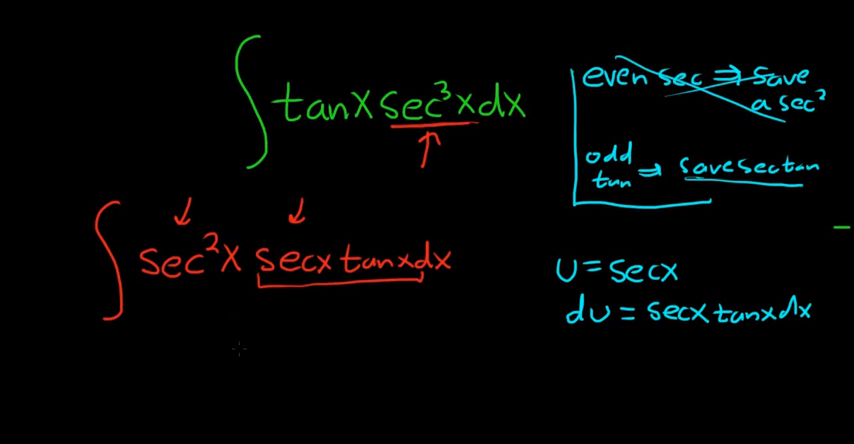 ∫ tanx sec³x dx
even sec ⇒ save
a sec²
odd
tan ⇒ save sec tan
∫ sec²x secx tanx dx
u = secx
du = secx tanx dx